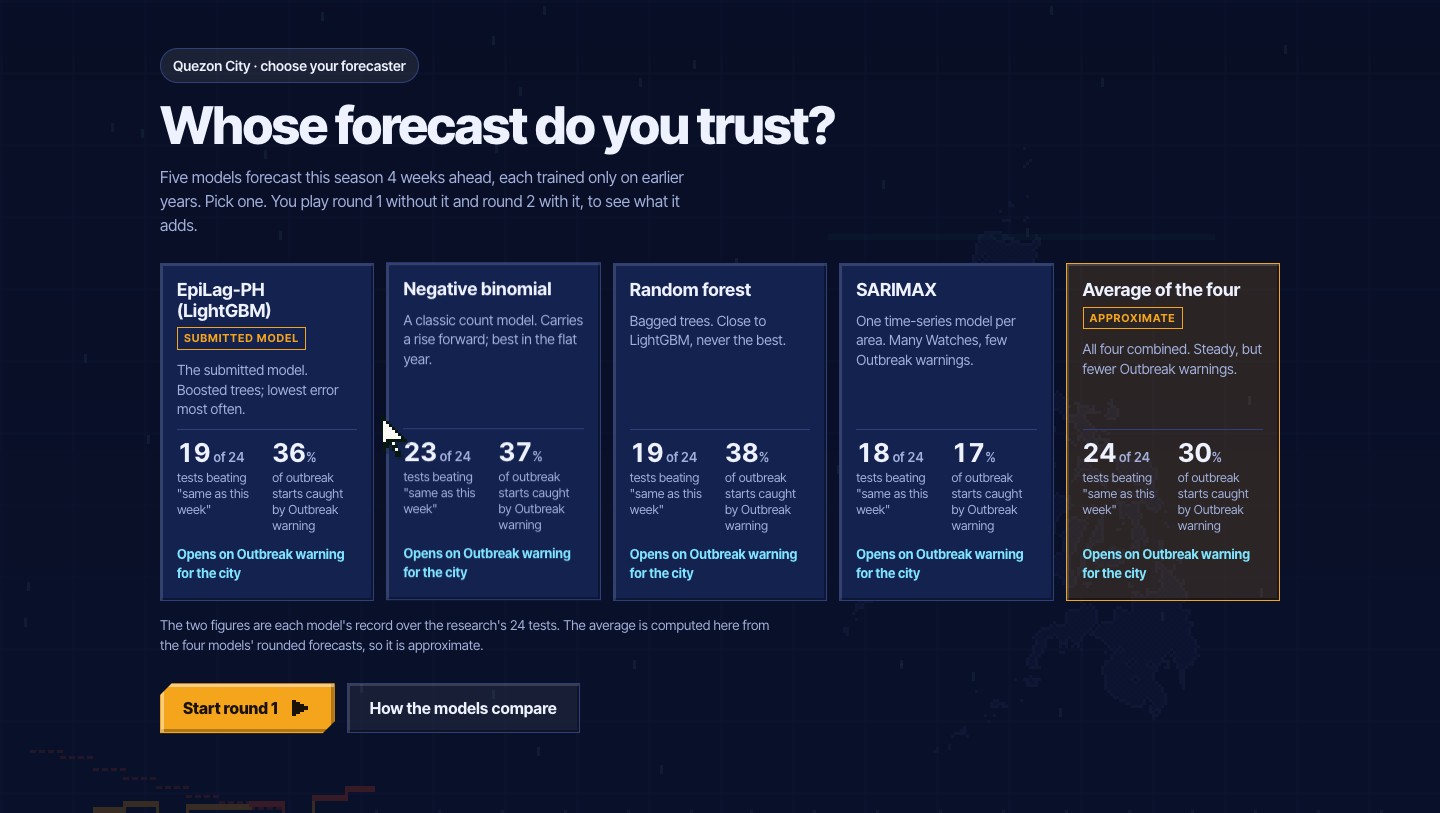 Quezon City · choose your forecaster
Whose forecast do you trust?
Five models forecast this season 4 weeks ahead, each trained only on earlier
years. Pick one. You play round 1 without it and round 2 with it, to see what it
adds.
EpiLag-PH
(LightGBM)
SUBMITTED MODEL
The submitted model.
Boosted trees; lowest error
most often.
19 of 24
tests beating
"same as this
week"
36%
of outbreak
starts caught
by Outbreak
warning
Opens on Outbreak warning
for the city
Negative binomial
A classic count model. Carries
a rise forward; best in the flat
year.
23 of 24
tests beating
"same as this
week"
37%
of outbreak
starts caught
by Outbreak
warning
Opens on Outbreak warning
for the city
Random forest
Bagged trees. Close to
LightGBM, never the best.
19 of 24
tests beating
"same as this
week"
38%
of outbreak
starts caught
by Outbreak
warning
Opens on Outbreak warning
for the city
SARIMAX
One time-series model per
area. Many Watches, few
Outbreak warnings.
18 of 24
tests beating
"same as this
week"
17%
of outbreak
starts caught
by Outbreak
warning
Opens on Outbreak warning
for the city
Average of the four
APPROXIMATE
All four combined. Steady, but
fewer Outbreak warnings.
24 of 24
tests beating
"same as this
week"
30%
of outbreak
starts caught
by Outbreak
warning
Opens on Outbreak warning
for the city
The two figures are each model's record over the research's 24 tests. The average is computed here from
the four models' rounded forecasts, so it is approximate.
Start round 1
How the models compare